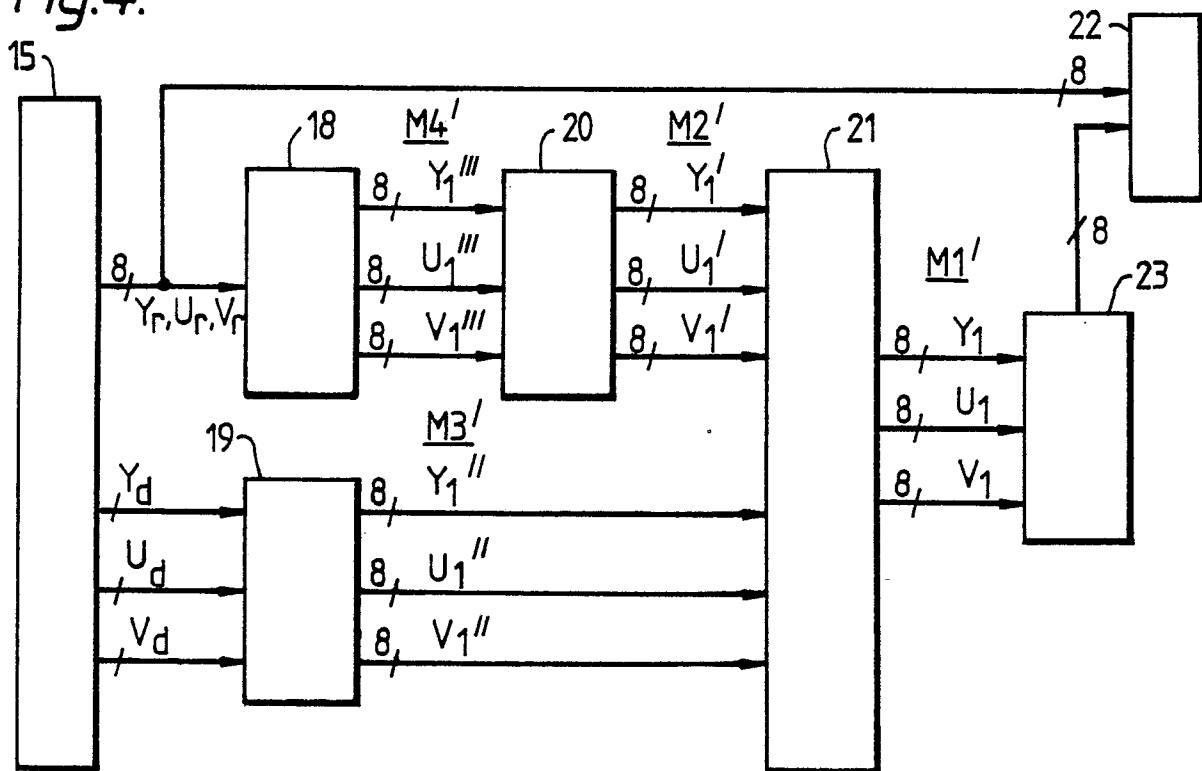 Fig.4.
15
22
8
18
M4'
20
M2'
21
8 Y1'''
8 Y1'
8
8 U1'''
8 U1'
8
Yr,Ur,Vr
M1'
23
8 V1'''
8 V1'
8 Y1
19
M3'
8 U1
Yd
8 Y1''
8 V1
Ud
8 U1''
Vd
8 V1''